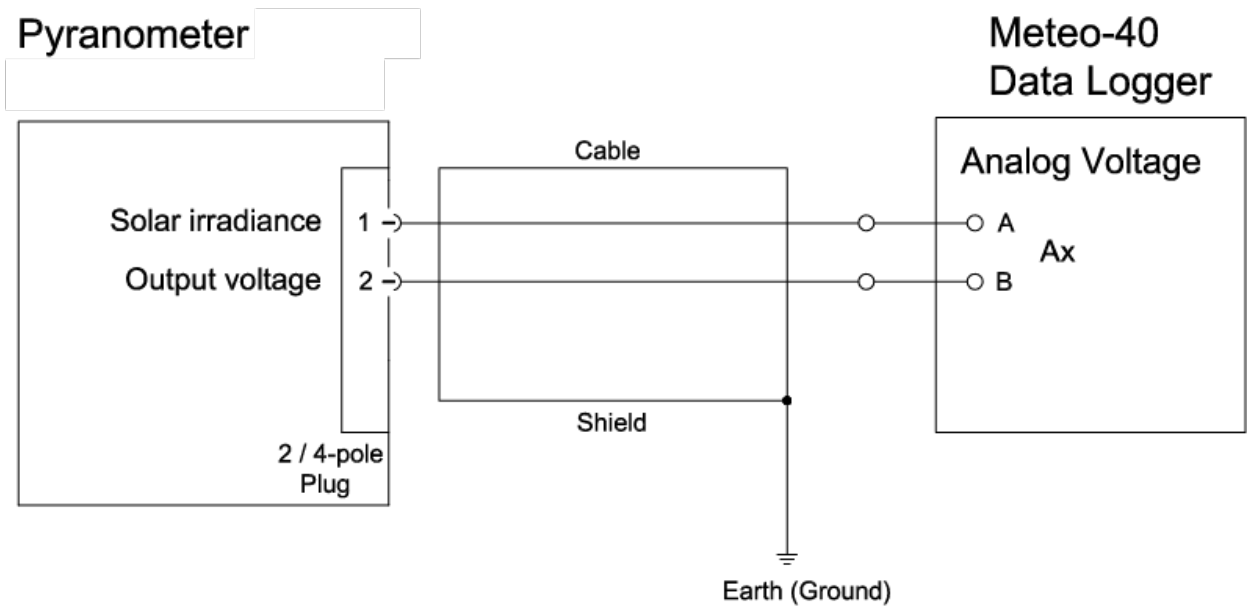 Pyranometer
Meteo-40
Data Logger
Cable
Analog Voltage
Solar irradiance
1
A
Ax
Output voltage
2
B
Shield
2 / 4-pole
Plug
Earth (Ground)